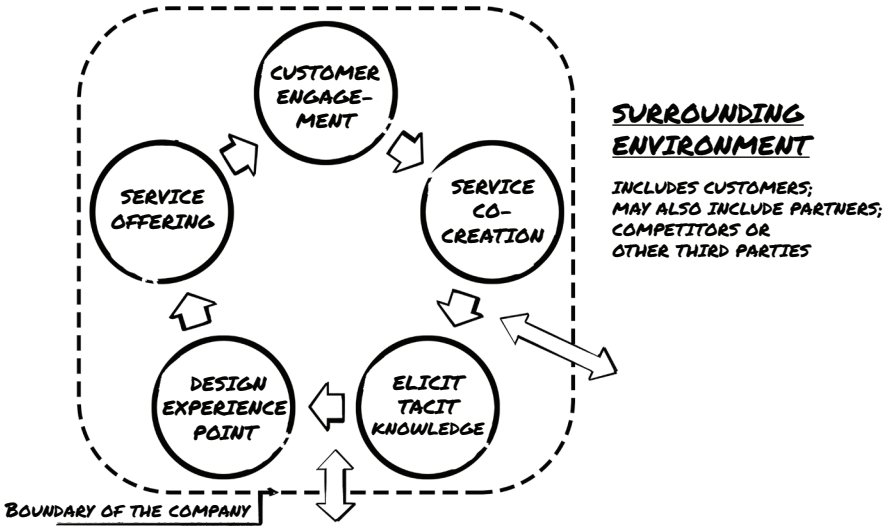 CUSTOMER
ENGAGE-
MENT
SERVICE
CO-
CREATION
ELICIT
TACIT
KNOWLEDGE
DESIGN
EXPERIENCE
POINT
SERVICE
OFFERING
SURROUNDING
ENVIRONMENT
INCLUDES CUSTOMERS;
MAY ALSO INCLUDE PARTNERS;
COMPETITORS OR
OTHER THIRD PARTIES
BOUNDARY OF THE COMPANY